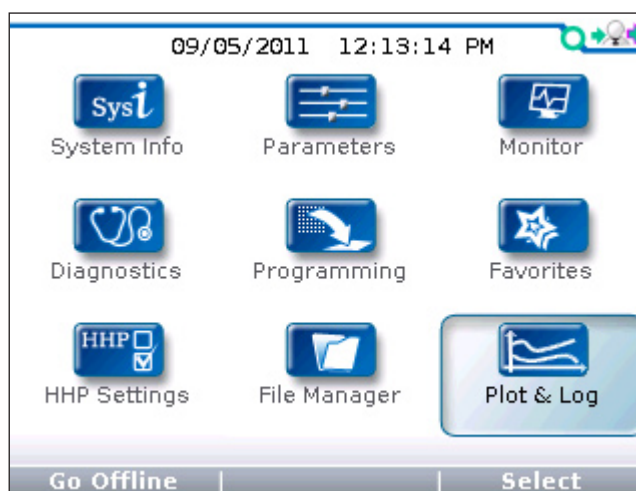 09/05/2011 12:13:14 PM
Sysi
System Info
Parameters
Monitor
Diagnostics
Programming
Favorites
HHP
HHP Settings
File Manager
Plot & Log
Go Offline | | Select